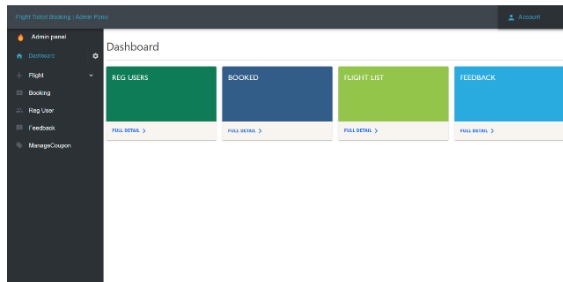 Flight Ticket Booking | Admin Panel
Account
Admin panel
Dashboard
Flight
Booking
Reg User
Feedback
ManageCoupon
Dashboard
REG USERS
BOOKED
FLIGHT LIST
FEEDBACK
FULL DETAIL
FULL DETAIL
FULL DETAIL
FULL DETAIL